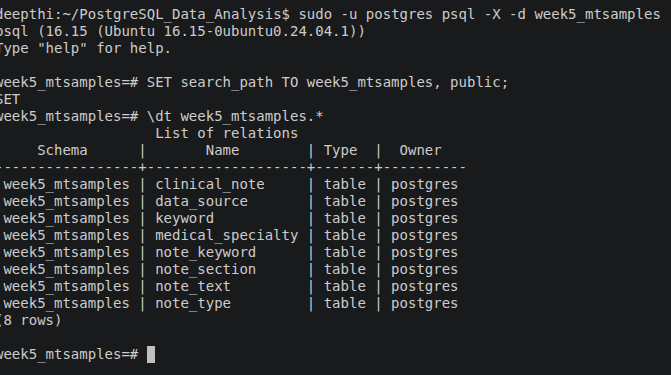 deepthi:~/PostgreSQL_Data_Analysis$ sudo -u postgres psql -X -d week5_mtsamples
psql (16.15 (Ubuntu 16.15-0ubuntu0.24.04.1))
Type "help" for help.
week5_mtsamples=# SET search_path TO week5_mtsamples, public;
SET
week5_mtsamples=# \dt week5_mtsamples.*
List of relations
Schema | Name | Type | Owner
-----------------+-------------------+-------+----------
week5_mtsamples | clinical_note | table | postgres
week5_mtsamples | data_source | table | postgres
week5_mtsamples | keyword | table | postgres
week5_mtsamples | medical_specialty | table | postgres
week5_mtsamples | note_keyword | table | postgres
week5_mtsamples | note_section | table | postgres
week5_mtsamples | note_text | table | postgres
week5_mtsamples | note_type | table | postgres
(8 rows)
week5_mtsamples=#